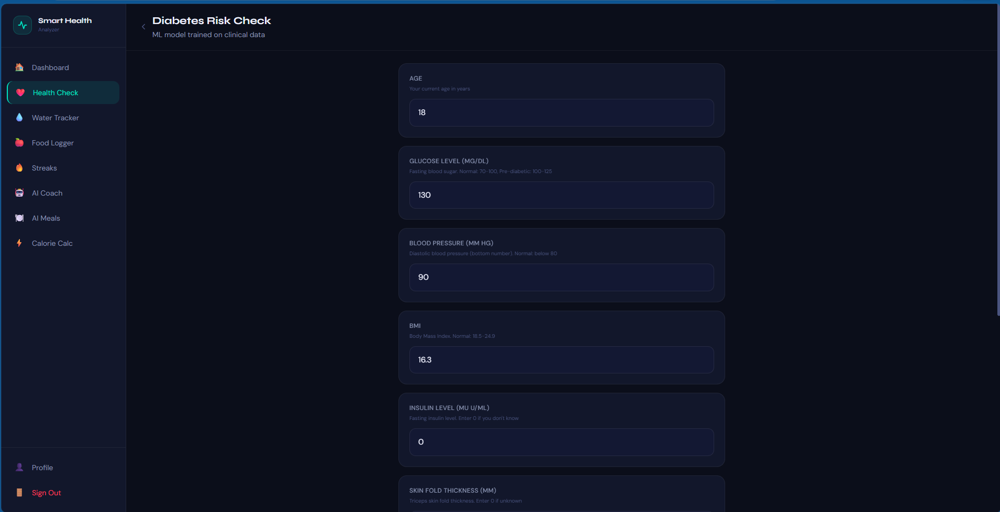 Smart Health
Analyzer
Dashboard
Health Check
Water Tracker
Food Logger
Streaks
AI Coach
AI Meals
Calorie Calc
Profile
Sign Out
Diabetes Risk Check
ML model trained on clinical data
AGE
Your current age in years
18
GLUCOSE LEVEL (MG/DL)
Fasting blood sugar. Normal: 70-100. Pre-diabetic: 100-125
130
BLOOD PRESSURE (MM HG)
Diastolic blood pressure (bottom number). Normal: below 80
90
BMI
Body Mass Index. Normal: 18.5-24.9
16.3
INSULIN LEVEL (MU U/ML)
Fasting insulin level. Enter 0 if you don't know
0
SKIN FOLD THICKNESS (MM)
Triceps skin fold thickness. Enter 0 if unknown